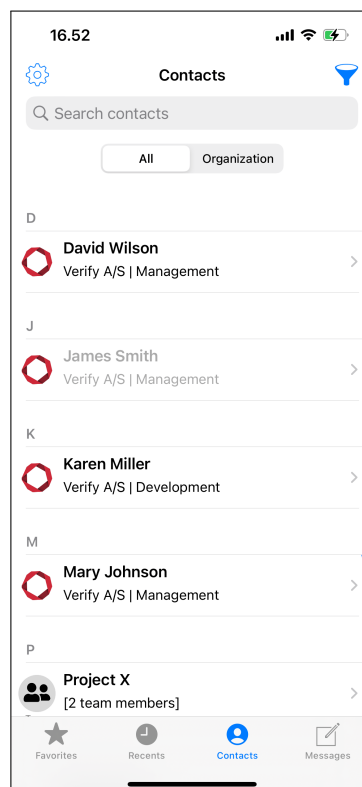 16.52
Contacts
Search contacts
All Organization
D
David Wilson
Verify A/S | Management
J
James Smith
Verify A/S | Management
K
Karen Miller
Verify A/S | Development
M
Mary Johnson
Verify A/S | Management
P
Project X
[2 team members]
Favorites Recents Contacts Messages